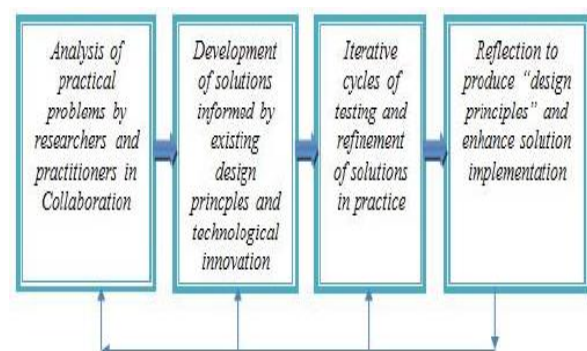 Analysis of
practical
problems by
researchers and
practitioners in
Collaboration
Development
of solutions
informed by
existing
design
princples and
technological
innovation
Iterative
cycles of
testing and
refinement
of solutions
in practice
Reflection to
produce “design
principles” and
enhance solution
implementation